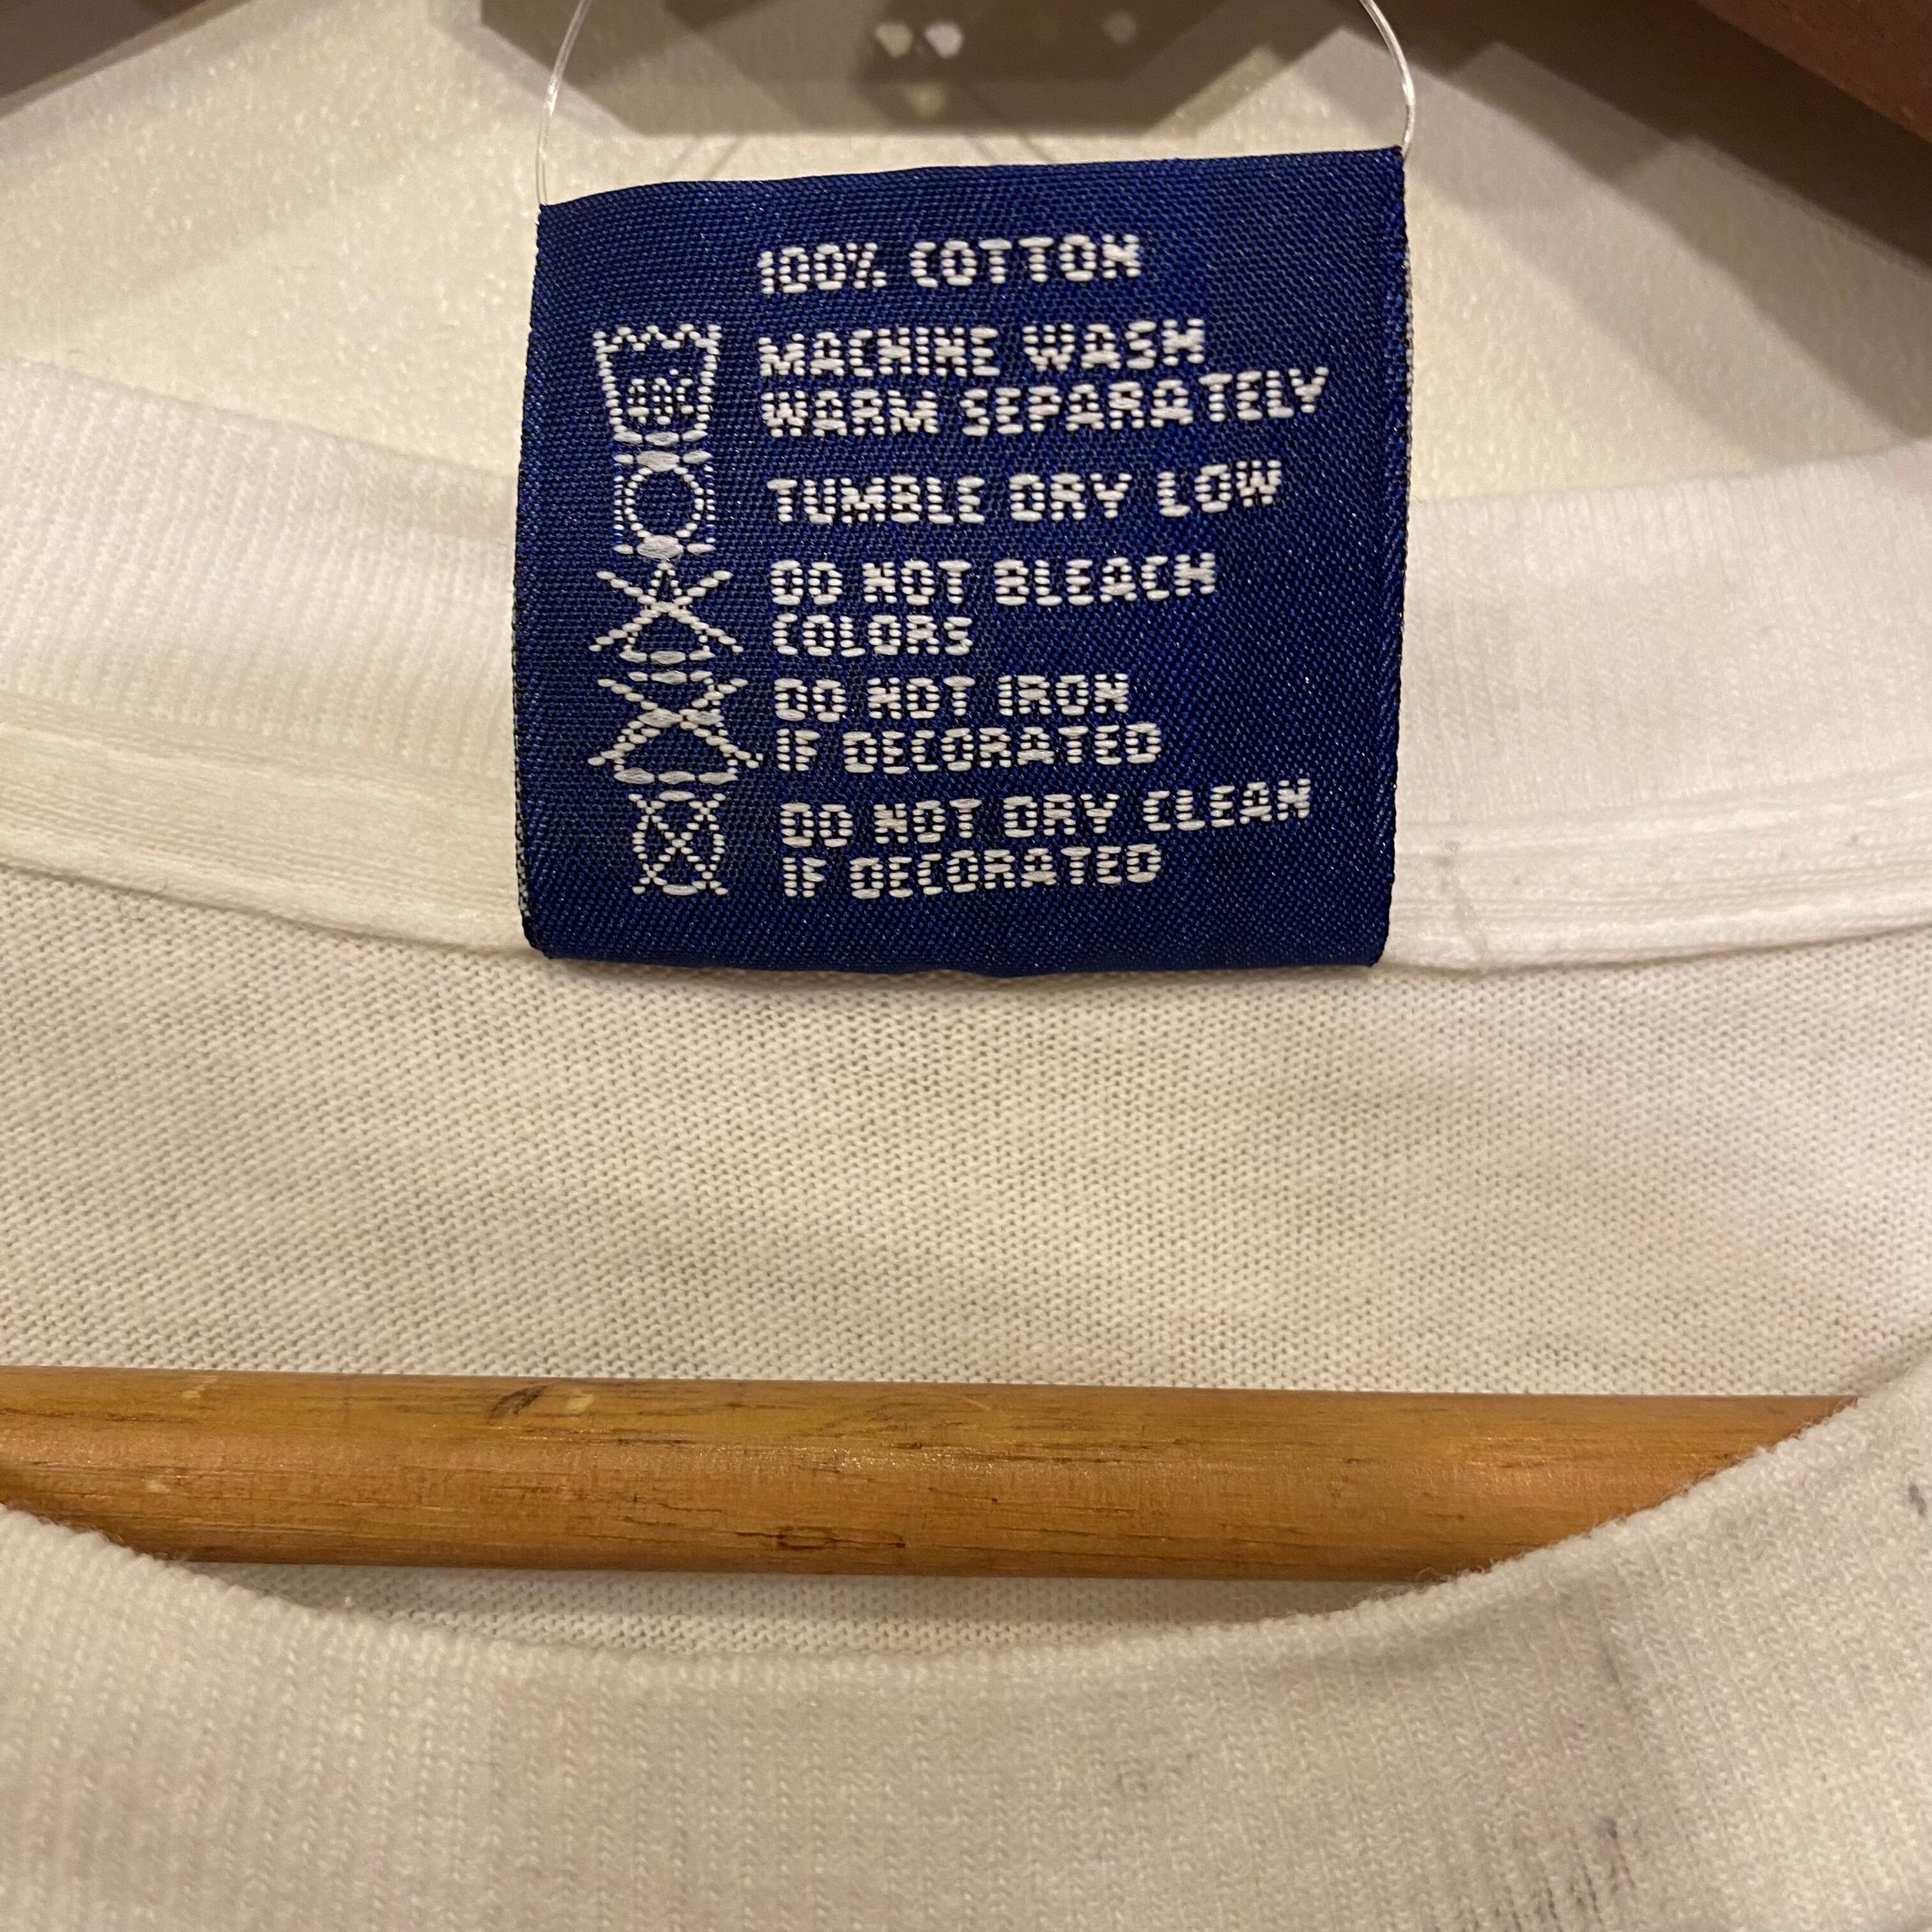 100% COTTON
MACHINE WASH
WARM SEPARATELY
TUMBLE DRY LOW
DO NOT BLEACH
COLORS
DO NOT IRON
IF DECORATED
DO NOT DRY CLEAN
IF DECORATED